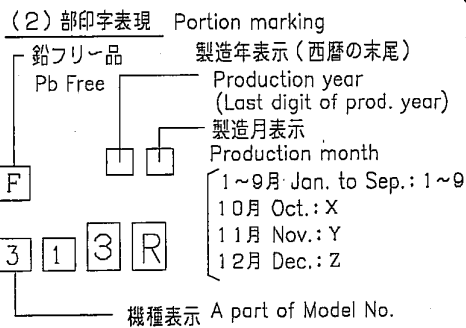 (2)部印字表現 Portion marking
鉛フリー品
Pb Free
製造年表示(西暦の末尾)
Production year
(Last digit of prod. year)
製造月表示
Production month
1~9月 Jan. to Sep.: 1~9
10月 Oct.: X
11月 Nov.: Y
12月 Dec.: Z
F
3 1 3 R
機種表示 A part of Model No.